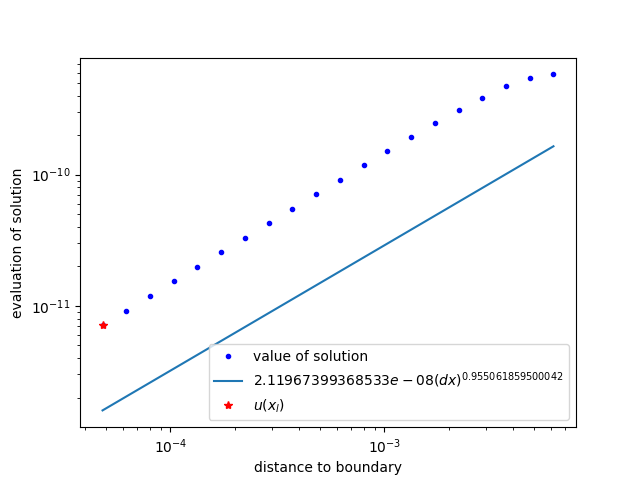 evaluation of solution
10⁻¹⁰
10⁻¹¹
value of solution
2.11967399368533e − 08(dx)⁰·⁹⁵⁵⁰⁶¹⁸⁵⁹⁵⁰⁰⁰⁴²
u(xₗ)
10⁻⁴
10⁻³
distance to boundary